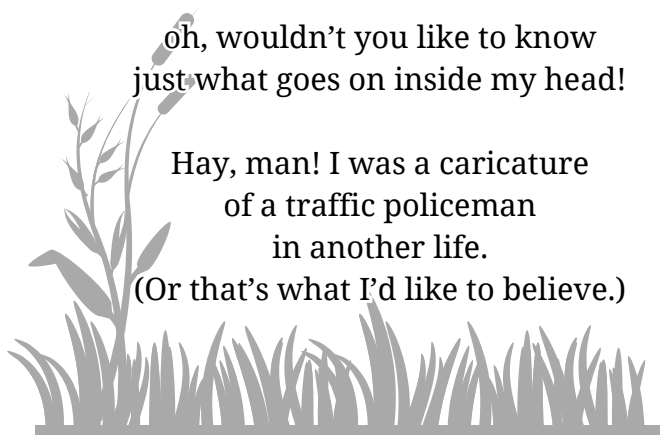 oh, wouldn’t you like to know
just what goes on inside my head!
Hay, man! I was a caricature
of a traffic policeman
in another life.
(Or that’s what I’d like to believe.)